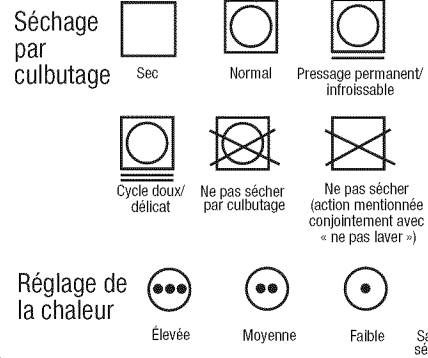 Séchage
par
culbutage
Sec
Normal
Pressage permanent/
infroissable
Cycle doux/
délicat
Ne pas sécher
par culbutage
Ne pas sécher
(action mentionnée
conjointement avec
« ne pas laver »)
Réglage de
la chaleur
Élevée
Moyenne
Faible